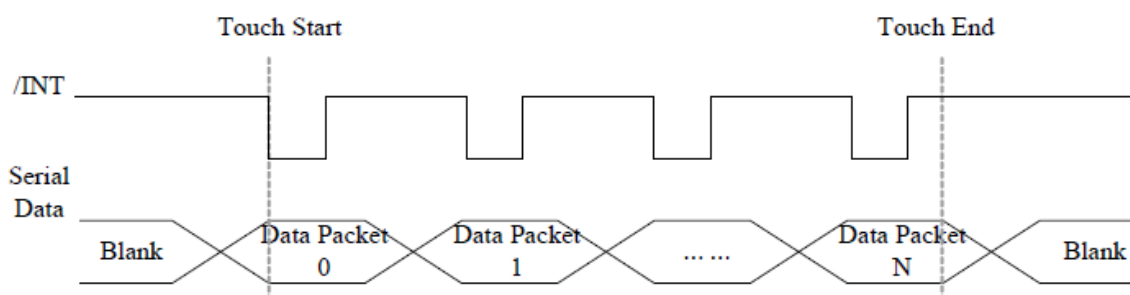 Touch Start
Touch End
/INT
Serial
Data
Blank
Data Packet
0
Data Packet
1
... ...
Data Packet
N
Blank